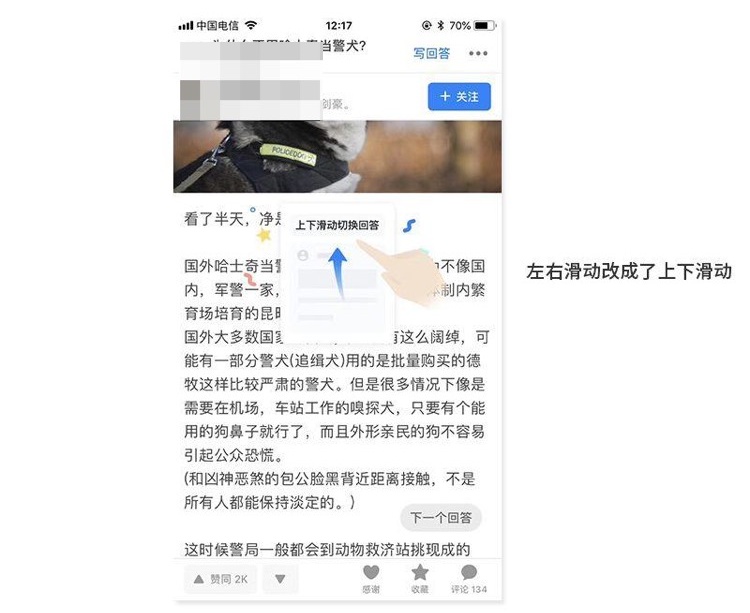 中国电信
12:17
70%
当警犬?
写回答
剑豪。
+ 关注
POLICEDOG
看了半天，净是
上下滑动切换回答
左右滑动改成了上下滑动
国外哈士奇当警
不像国
内，军警一家，
体制内繁
育场培育的昆明
国外大多数国家
有这么阔绰，可
能有一部分警犬(追缉犬)用的是批量购买的德
牧这样比较严肃的警犬。但是很多情况下像是
需要在机场，车站工作的嗅探犬，只要有个能
用的狗鼻子就行了，而且外形亲民的狗不容易
引起公众恐慌。
(和凶神恶煞的包公脸黑背近距离接触，不是
所有人都能保持淡定的。)
下一个回答
这时候警局一般都会到动物救济站挑现成的
赞同 2K
感谢
收藏
评论 134